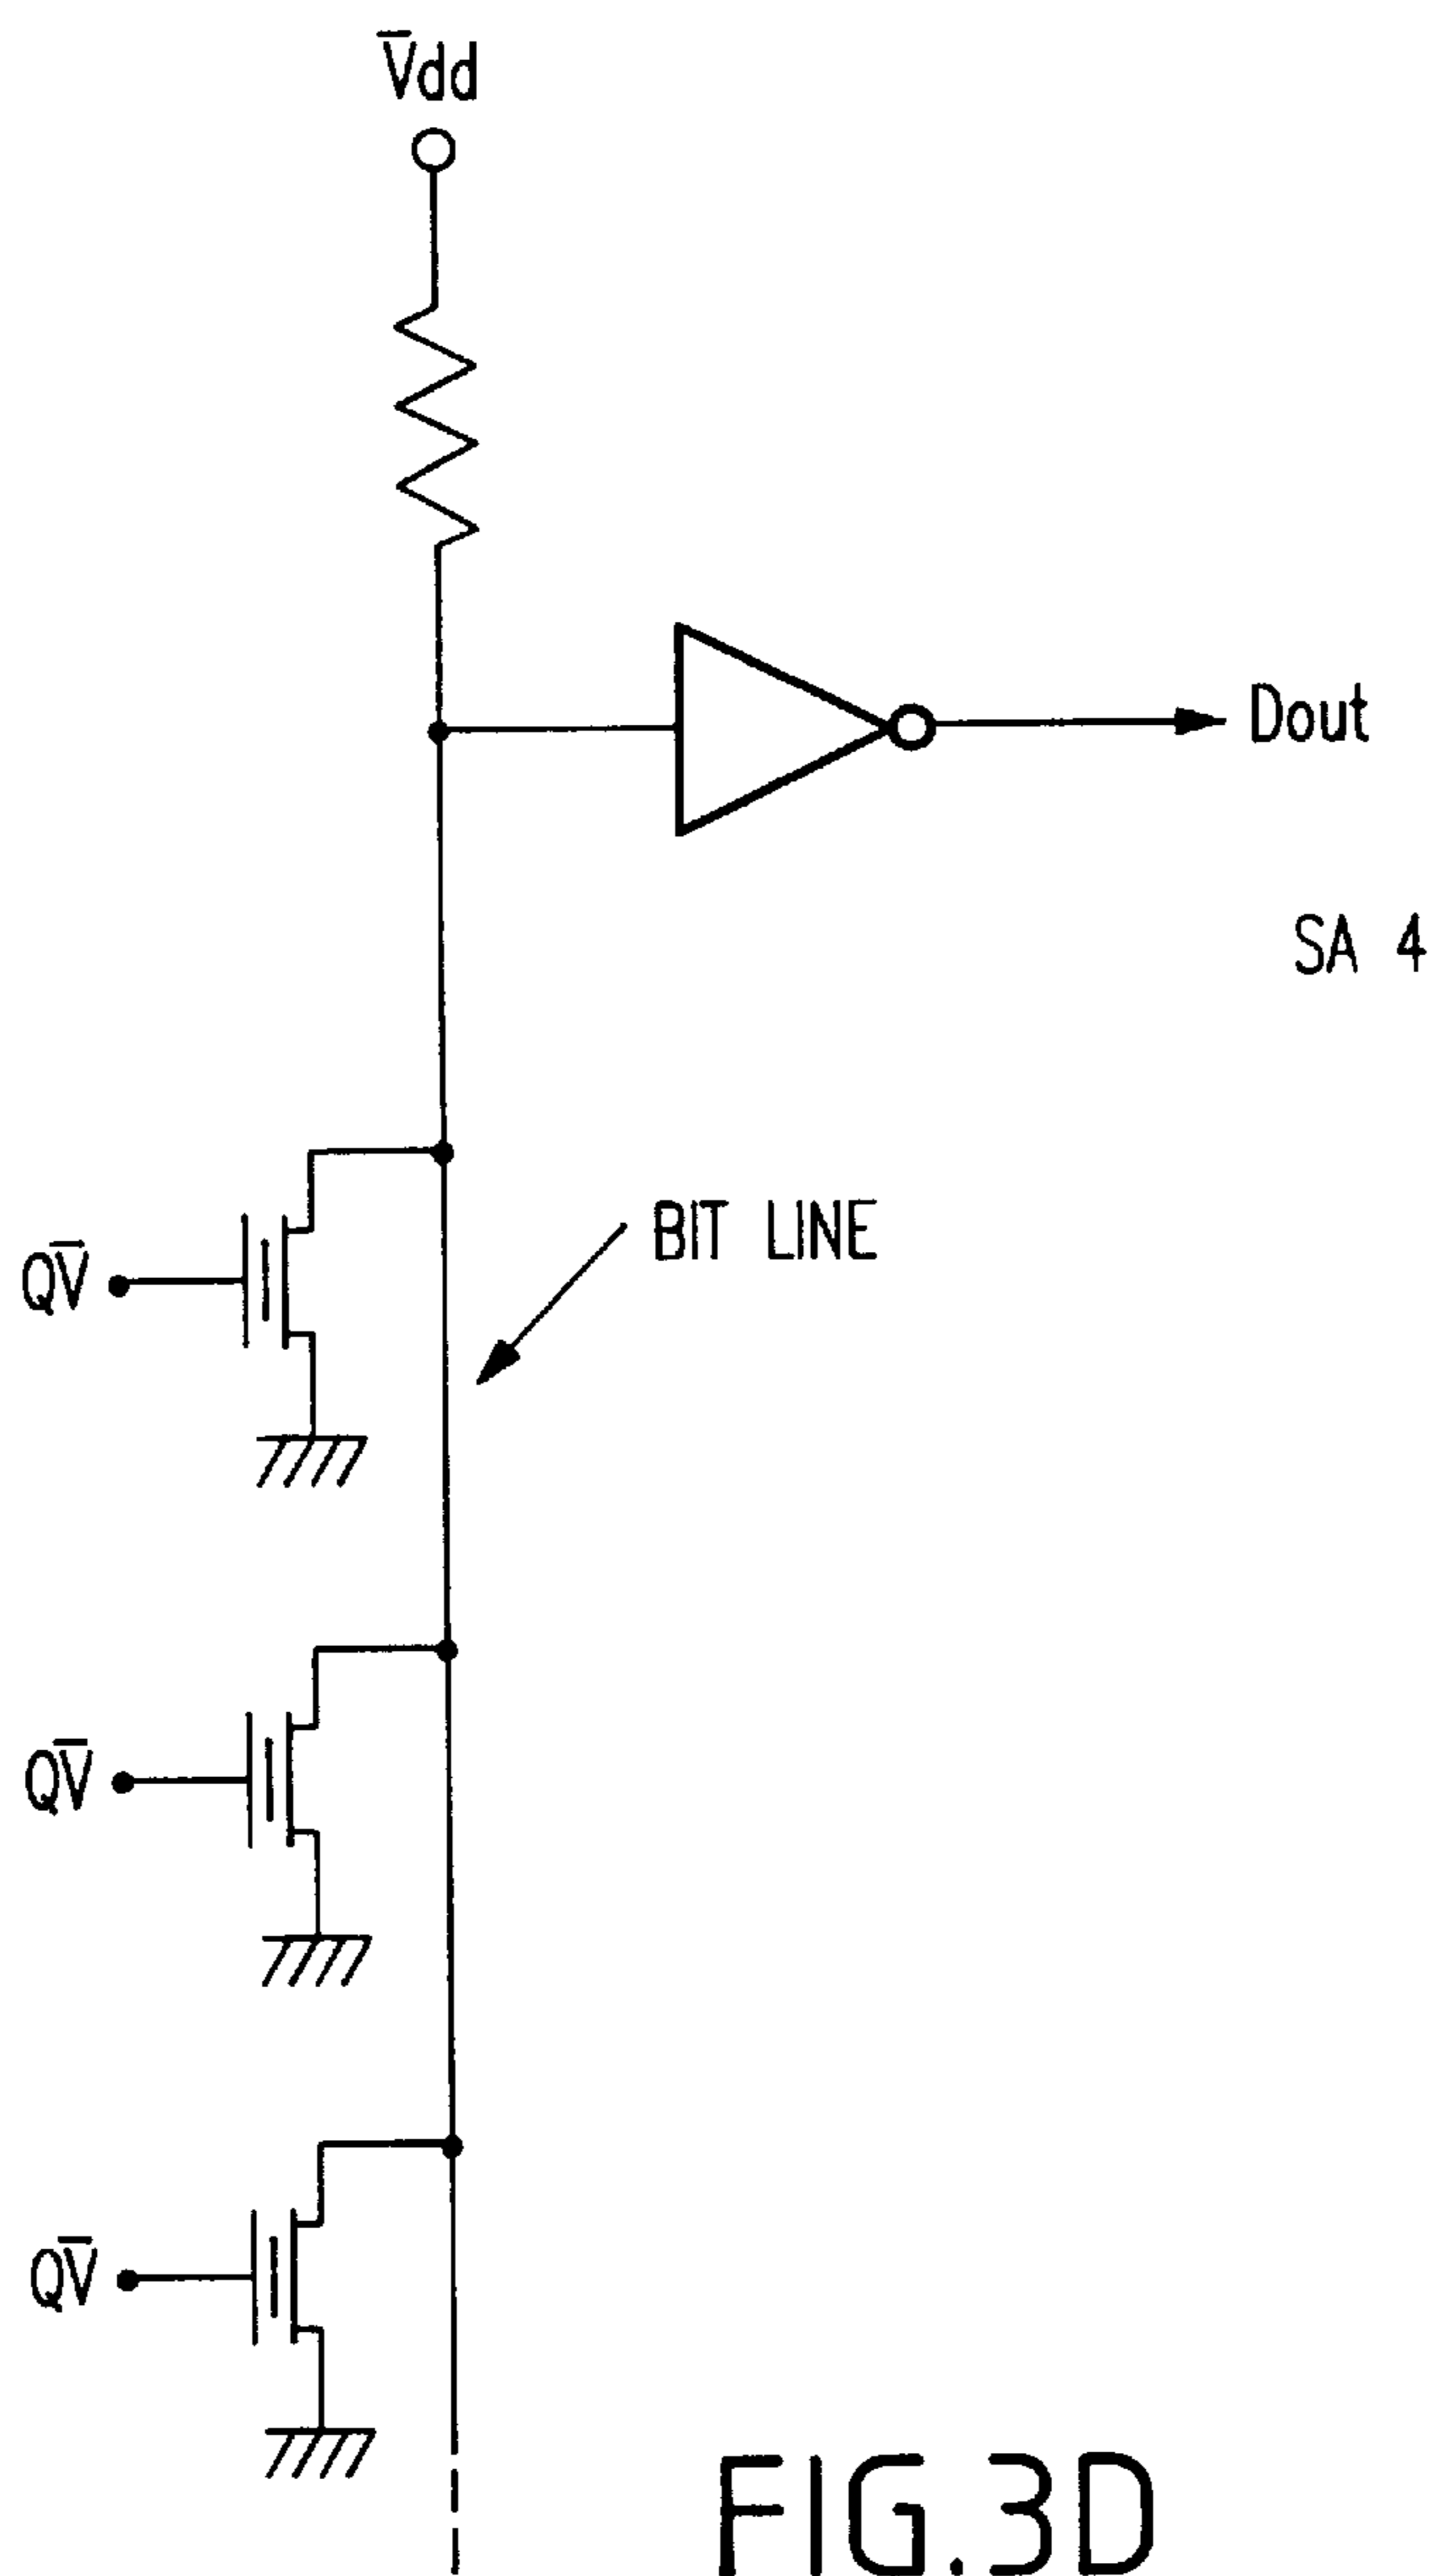 V̅dd
Dout
SA 4
BIT LINE
QV̅
QV̅
QV̅
FIG.3D